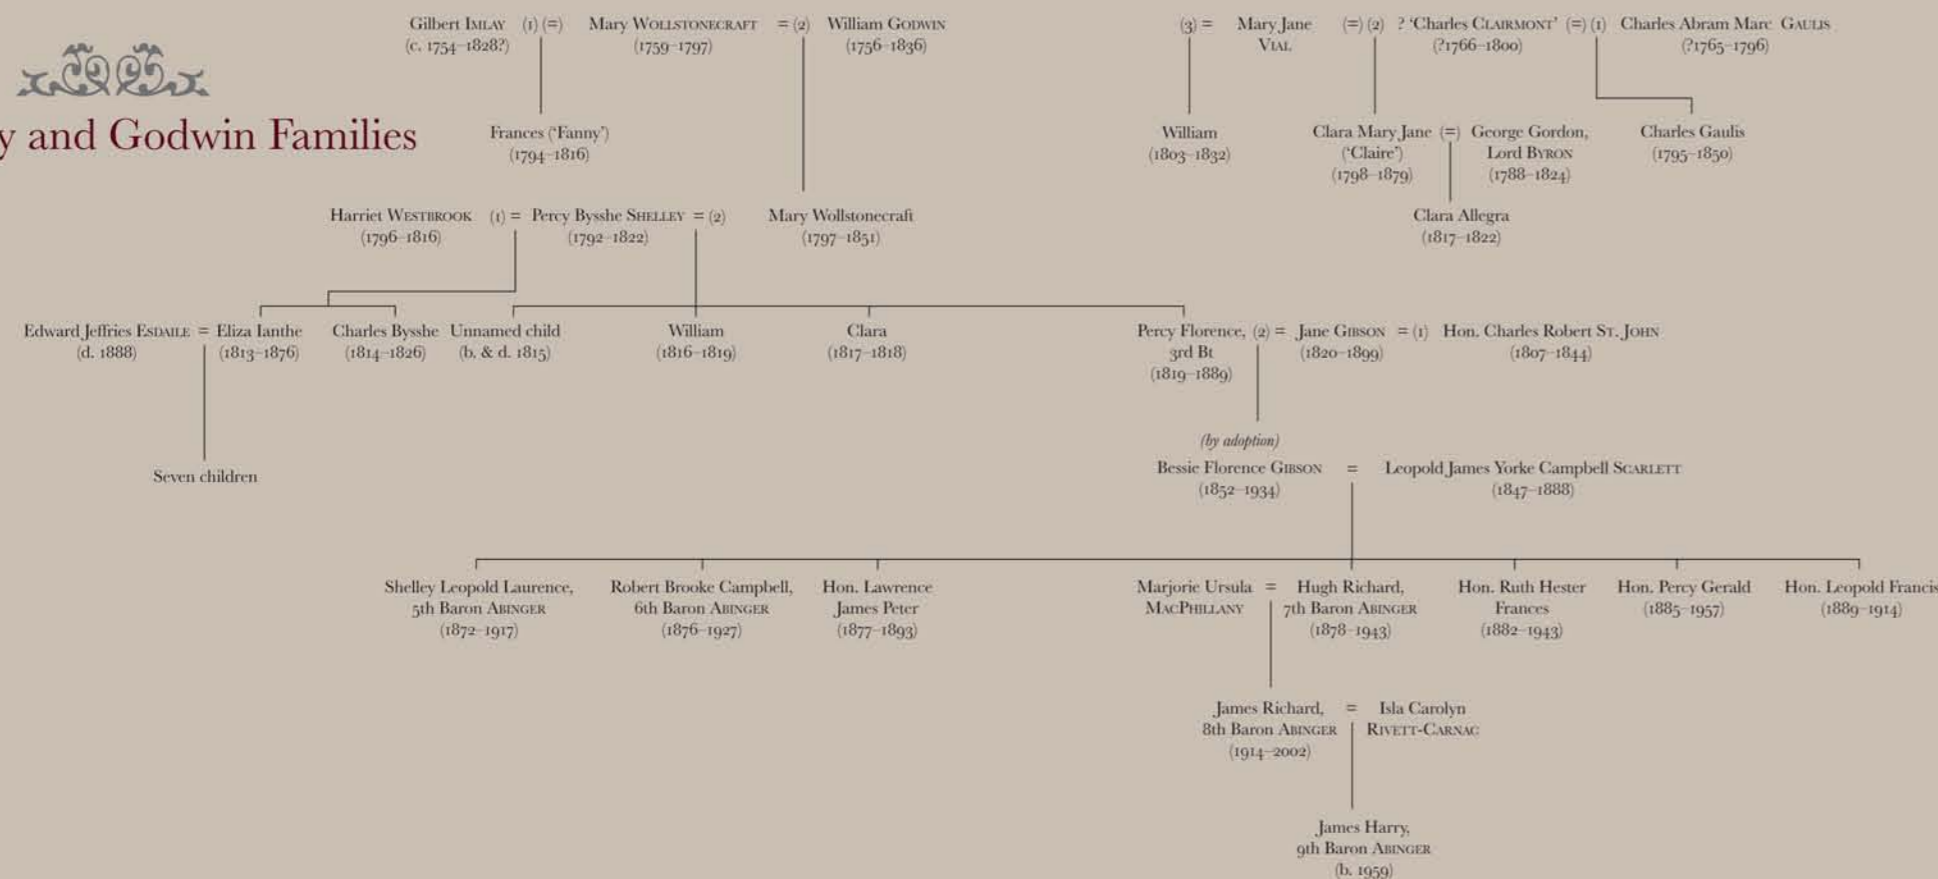 Gilbert IMLAY (1) (=) Mary WOLLSTONECRAFT = (2) William GODWIN (3) = Mary Jane (=) (2) ? ‘Charles CLAIRMONT’ (=) (1) Charles Abram Marc GAULIS
(c. 1754–1828?) (1759–1797) (1756–1836) VIAL (?1766–1800) (?1765–1796)
y and Godwin Families
Frances (‘Fanny’) William Clara Mary Jane (=) George Gordon, Charles Gaulis
(1794–1816) (1803–1832) (‘Claire’) Lord BYRON (1795–1850)
(1798–1879) (1788–1824)
Harriet WESTBROOK (1) = Percy Bysshe SHELLEY = (2) Mary Wollstonecraft Clara Allegra
(1796–1816) (1792–1822) (1797–1851) (1817–1822)
Edward Jeffries ESDAILE = Eliza Ianthe Charles Bysshe Unnamed child William Clara Percy Florence, (2) = Jane GIBSON = (1) Hon. Charles Robert ST. JOHN
(d. 1888) (1813–1876) (1814–1826) (b. & d. 1815) (1816–1819) (1817–1818) 3rd Bt (1820–1899) (1807–1844)
(1819–1889)
(by adoption)
Seven children Bessie Florence GIBSON = Leopold James Yorke Campbell SCARLETT
(1852–1934) (1847–1888)
Shelley Leopold Laurence, Robert Brooke Campbell, Hon. Lawrence Marjorie Ursula = Hugh Richard, Hon. Ruth Hester Hon. Percy Gerald Hon. Leopold Francis
5th Baron ABINGER 6th Baron ABINGER James Peter MACPHILLANY 7th Baron ABINGER Frances (1885–1957) (1889–1914)
(1872–1917) (1876–1927) (1877–1893) (1878–1943) (1882–1943)
James Richard, = Isla Carolyn
8th Baron ABINGER RIVETT-CARNAC
(1914–2002)
James Harry,
9th Baron ABINGER
(b. 1959)